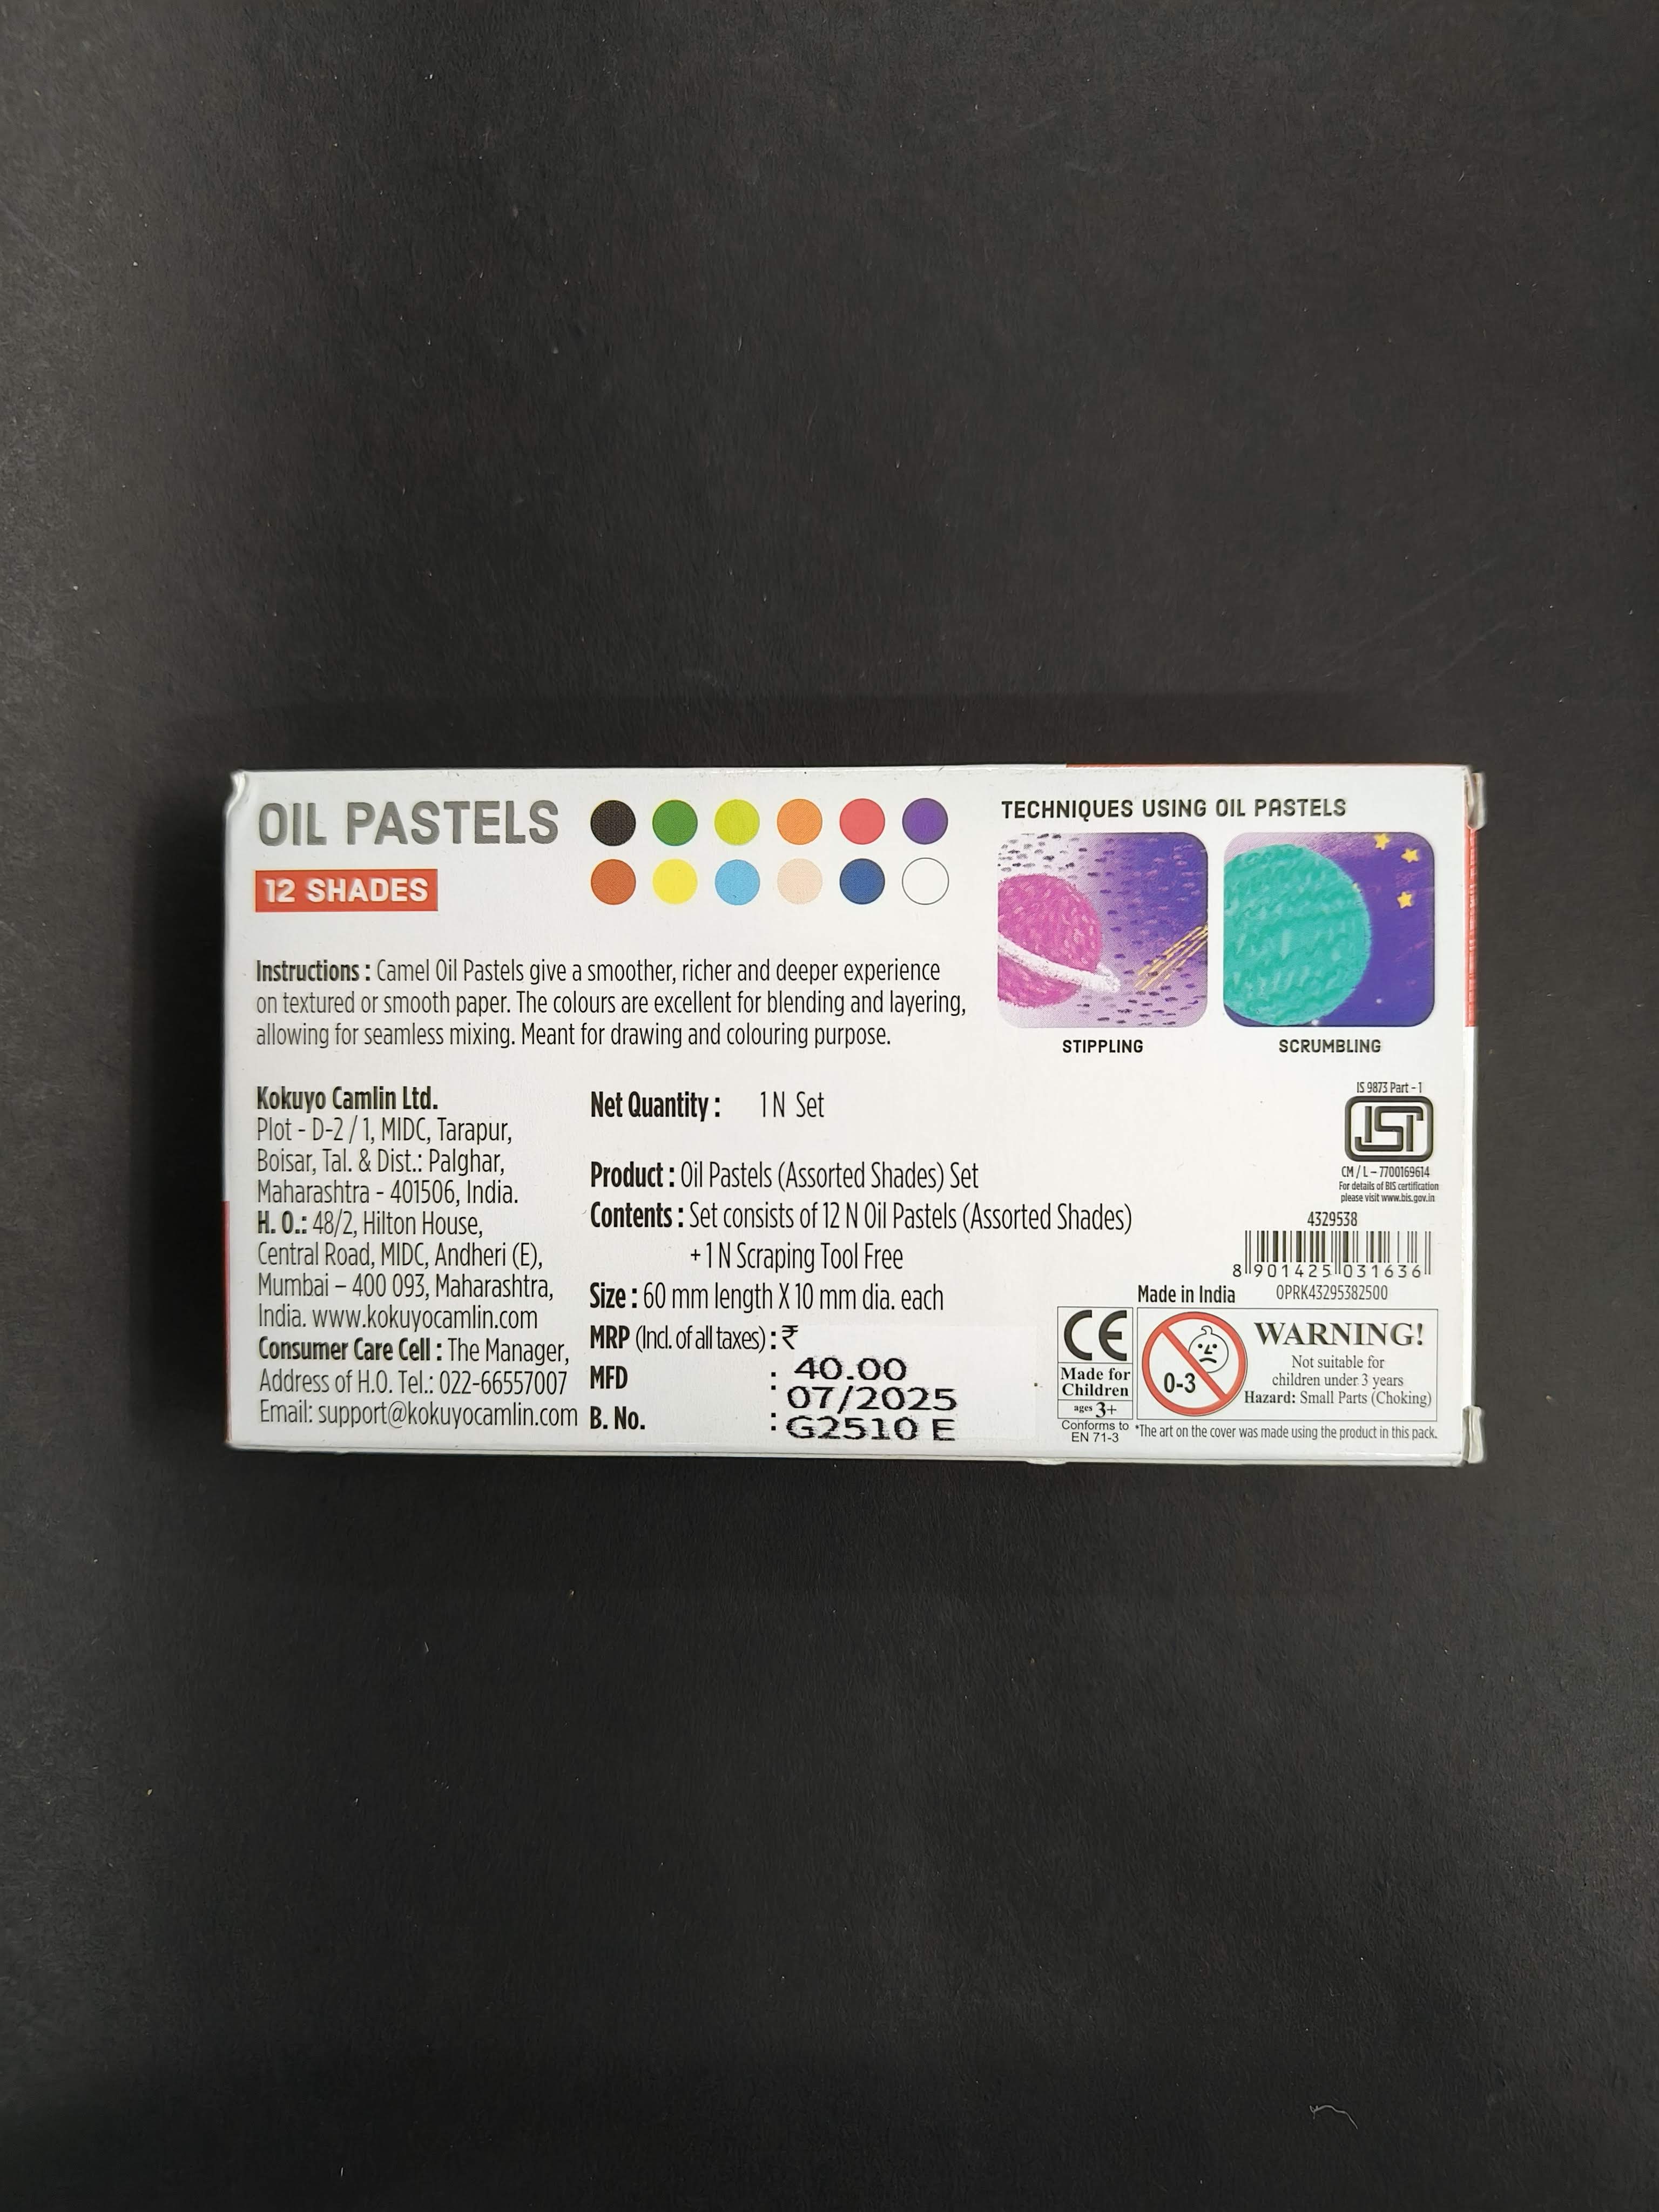 OIL PASTELS
12 SHADES
Instructions : Camel Oil Pastels give a smoother, richer and deeper experience
on textured or smooth paper. The colours are excellent for blending and layering,
allowing for seamless mixing. Meant for drawing and colouring purpose.
TECHNIQUES USING OIL PASTELS
STIPPLING
SCRUMBLING
Kokuyo Camlin Ltd.
Plot - D-2 / 1, MIDC, Tarapur,
Boisar, Tal. & Dist.: Palghar,
Maharashtra - 401506, India.
H. O.: 48/2, Hilton House,
Central Road, MIDC, Andheri (E),
Mumbai – 400 093, Maharashtra,
India. www.kokuyocamlin.com
Consumer Care Cell : The Manager,
Address of H.O. Tel.: 022-66557007
Email: support@kokuyocamlin.com
Net Quantity : 1 N Set
Product : Oil Pastels (Assorted Shades) Set
Contents : Set consists of 12 N Oil Pastels (Assorted Shades)
+ 1 N Scraping Tool Free
Size : 60 mm length X 10 mm dia. each
MRP (Incl. of all taxes) : ₹ 40.00
MFD : 07/2025
B. No. : G2510 E
IS 9873 Part - 1
ISI
CM / L – 7700169614
For details of BIS certification
please visit www.bis.gov.in
4329538
8 901425 031636
Made in India
OPRK43295382500
CE
Made for
Children
ages 3+
Conforms to
EN 71-3
0-3
WARNING!
Not suitable for
children under 3 years
Hazard: Small Parts (Choking)
*The art on the cover was made using the product in this pack.